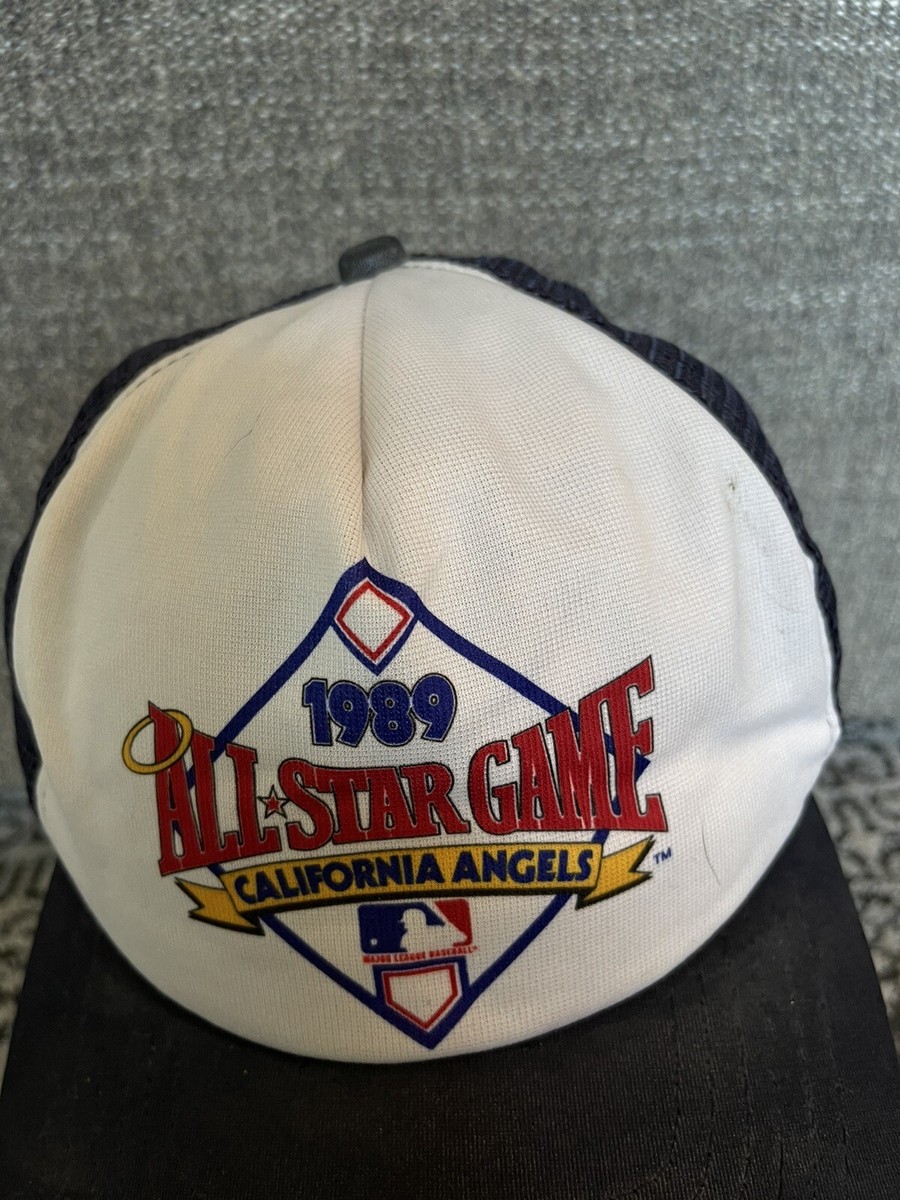 1989
ALL★STAR GAME
CALIFORNIA ANGELS ™
MAJOR LEAGUE BASEBALL®